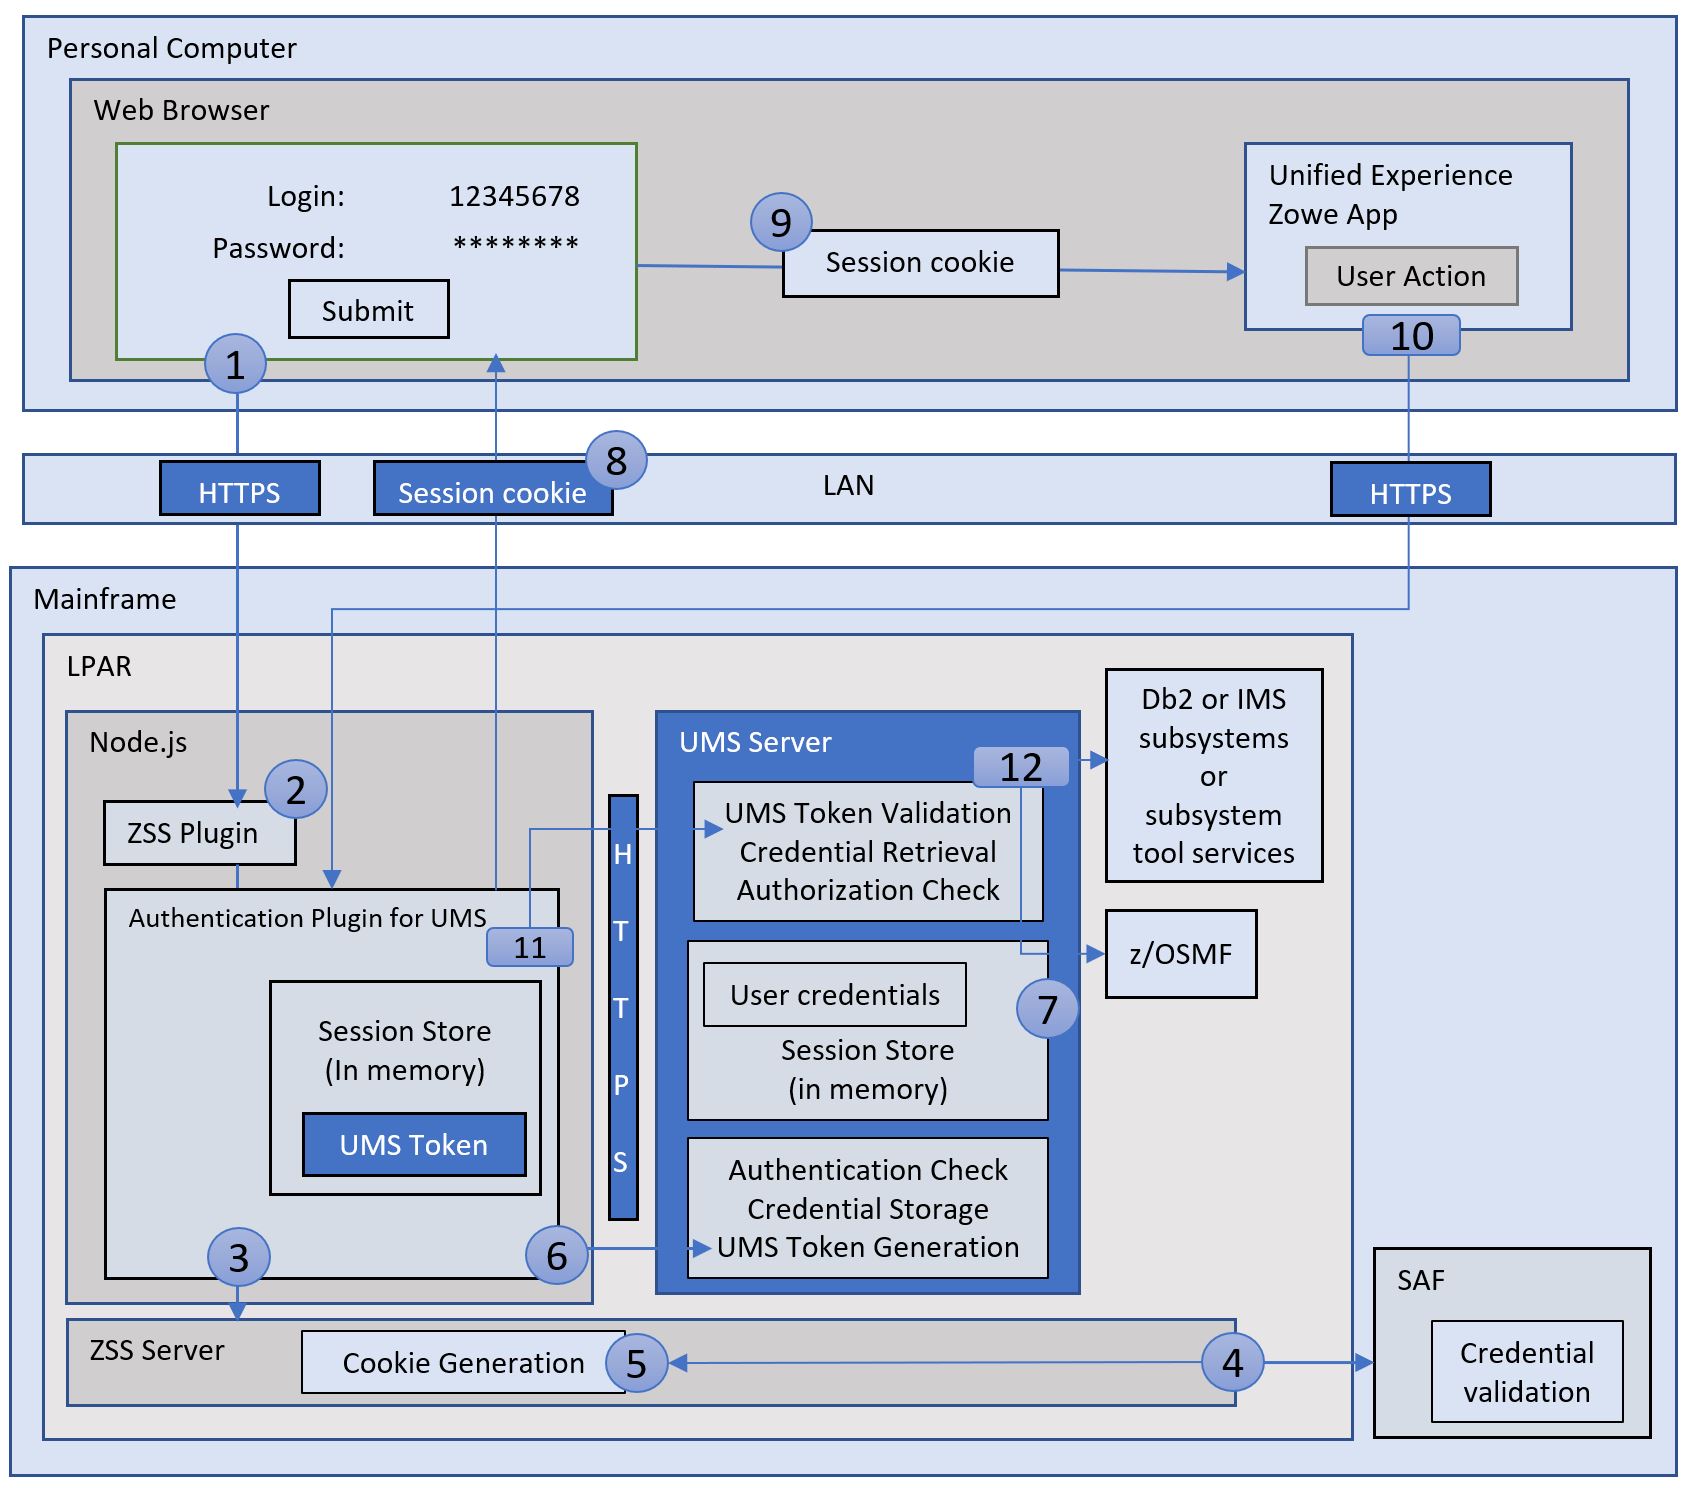 Personal Computer
Web Browser
Login: 12345678
Password: ********
Submit
1
9
Session cookie
Unified Experience
Zowe App
User Action
10
HTTPS
Session cookie
8
LAN
HTTPS
Mainframe
LPAR
Node.js
2
ZSS Plugin
Authentication Plugin for UMS
11
Session Store
(In memory)
UMS Token
3
6
H
T
T
P
S
UMS Server
12
UMS Token Validation
Credential Retrieval
Authorization Check
User credentials
7
Session Store
(in memory)
Authentication Check
Credential Storage
UMS Token Generation
Db2 or IMS
subsystems
or
subsystem
tool services
z/OSMF
ZSS Server
Cookie Generation
5
4
SAF
Credential
validation